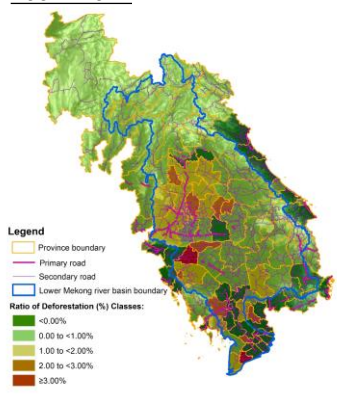 Legend
Province boundary
Primary road
Secondary road
Lower Mekong river basin boundary
Ratio of Deforestation (%) Classes:
<0.00%
0.00 to <1.00%
1.00 to <2.00%
2.00 to <3.00%
≥3.00%